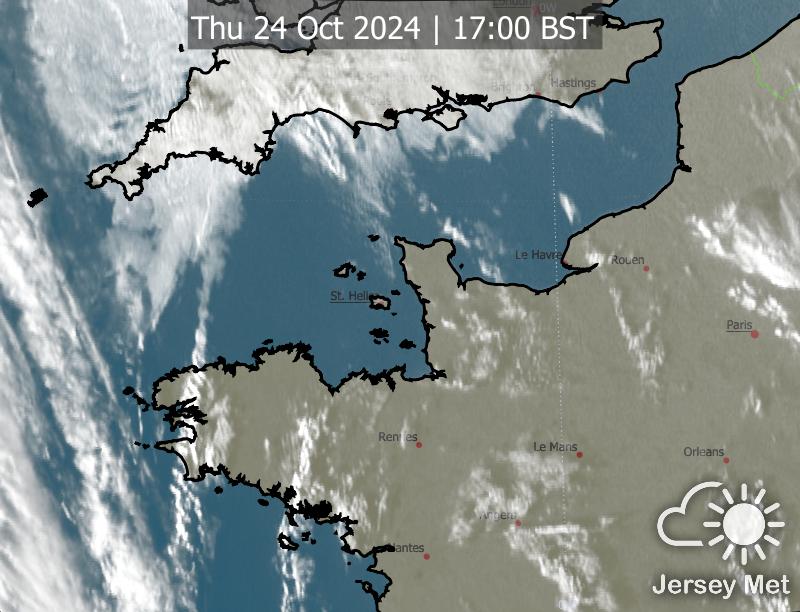 London
Thu 24 Oct 2024 | 17:00 BST
Hastings
Le Havre
Rouen
St. Helier
Paris
Rennes
Le Mans
Orleans
Angers
Nantes
Jersey Met